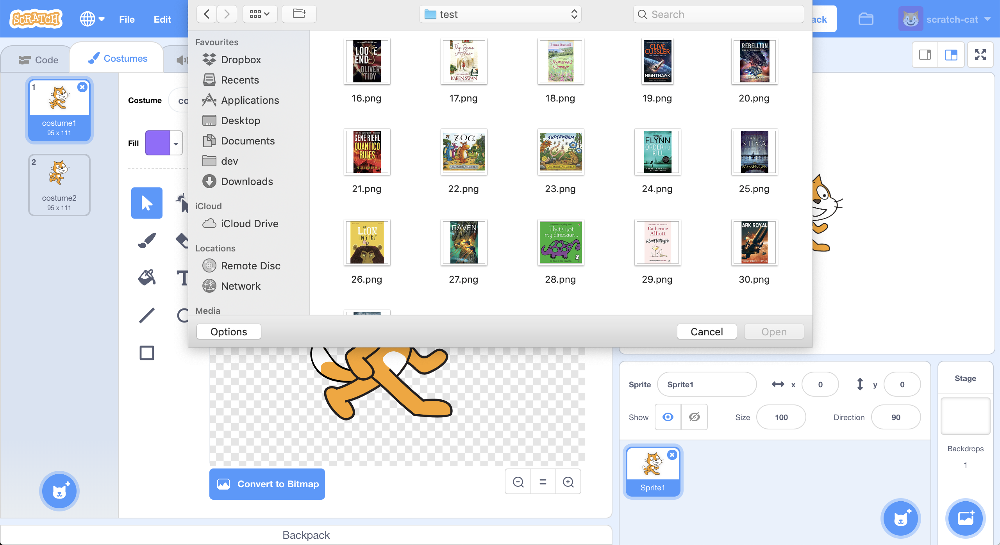 SCRATCH
File
Edit
test
Search
ack
scratch-cat
Code
Costumes
Favourites
Dropbox
Recents
Applications
Desktop
Documents
dev
Downloads
iCloud
iCloud Drive
Locations
Remote Disc
Network
Media
1
costume1
95 x 111
2
costume2
95 x 111
Costume
co
Fill
T
LOOSE
END
OLIVER
TIDY
16.png
The Rome
Affair
KAREN SWAN
17.png
Emma Burstall
Tremarnock
Summer
18.png
CLIVE
CUSSLER
NIGHTHAWK
19.png
REBELLION
20.png
GENE RIEHL
QUANTICO
RULES
21.png
ZOG
22.png
SUPERWORM
23.png
VINCE
FLYNN
ORDER TO
KILL
24.png
DANIEL
SILVA
MESSENGER
25.png
THE
LION
INSIDE
26.png
RAVEN
STRATAGEM
27.png
That's not
my dinosaur...
28.png
Catherine
Alliott
about last night...
29.png
ARK ROYAL
30.png
Options
Cancel
Open
Convert to Bitmap
=
Backpack
Sprite
Sprite1
x
0
y
0
Show
Size
100
Direction
90
Sprite1
Stage
Backdrops
1